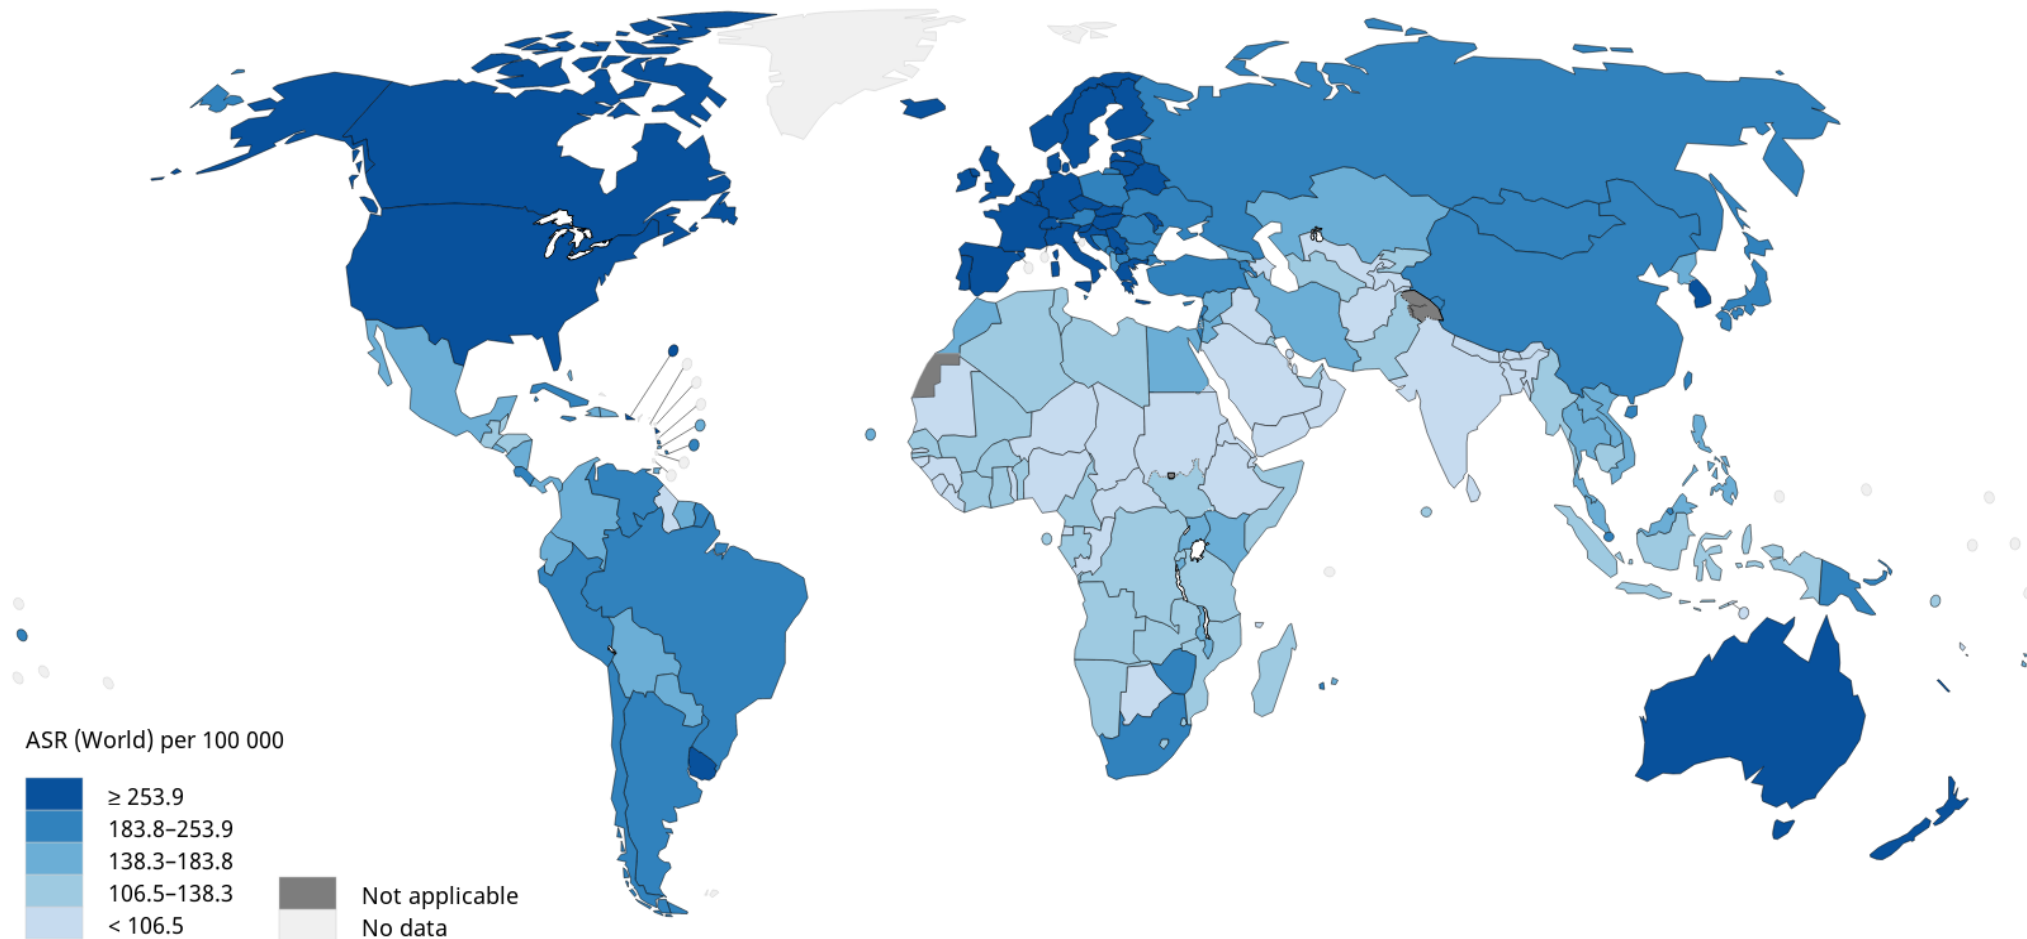 ASR (World) per 100 000
≥ 253.9
183.8–253.9
138.3–183.8
106.5–138.3
< 106.5
Not applicable
No data